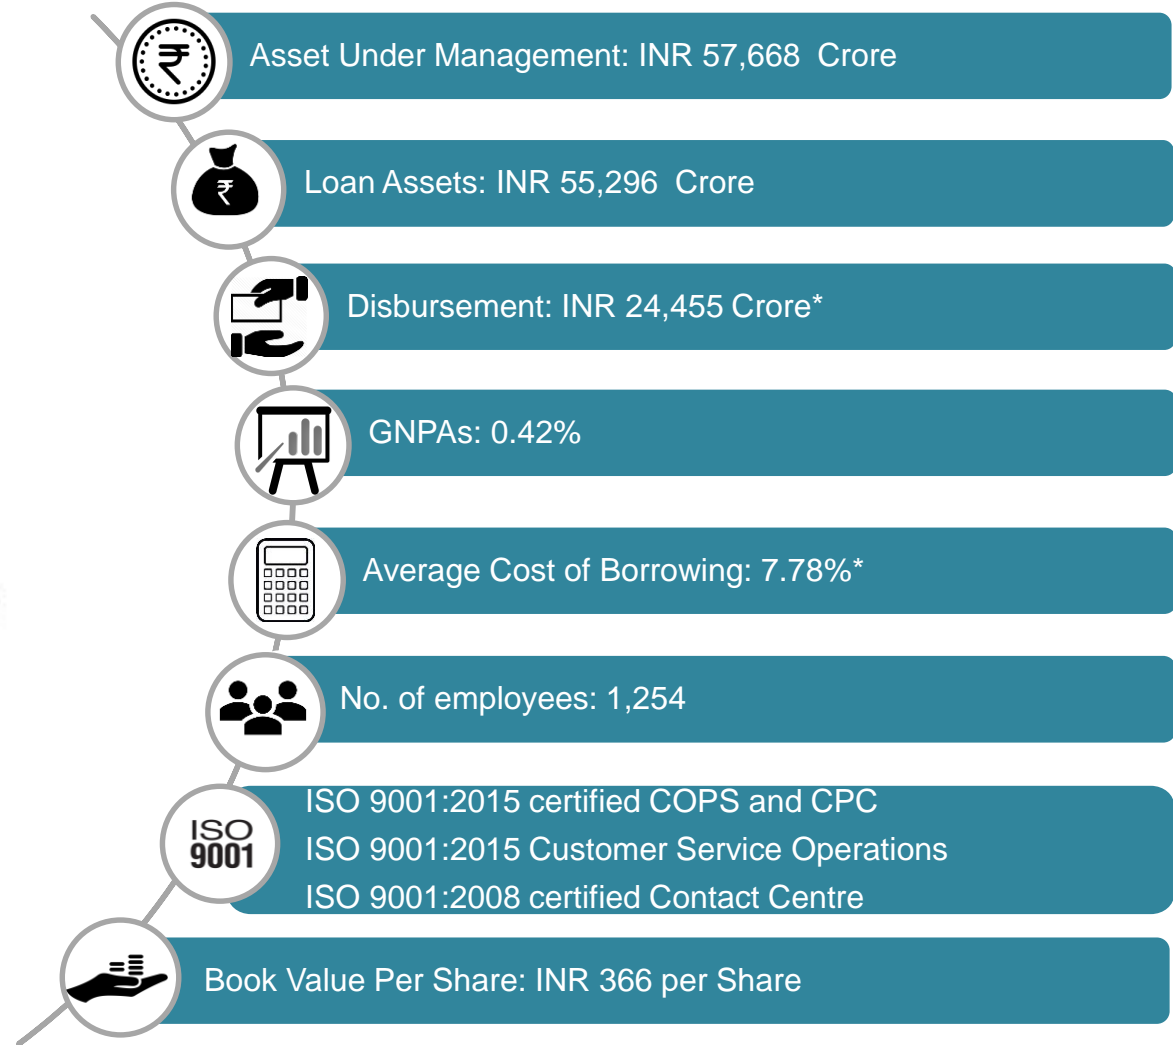 ₹
Asset Under Management: INR 57,668 Crore
₹
Loan Assets: INR 55,296 Crore
Disbursement: INR 24,455 Crore*
GNPAs: 0.42%
Average Cost of Borrowing: 7.78%*
No. of employees: 1,254
ISO
9001
ISO 9001:2015 certified COPS and CPC
ISO 9001:2015 Customer Service Operations
ISO 9001:2008 certified Contact Centre
Book Value Per Share: INR 366 per Share